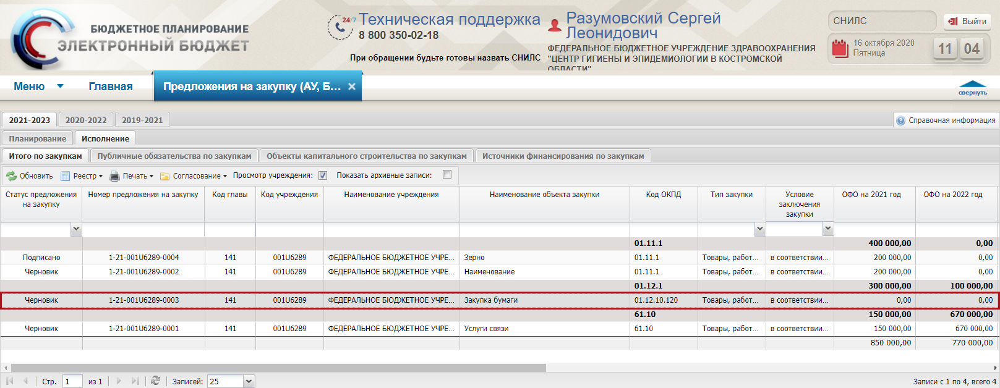 БЮДЖЕТНОЕ ПЛАНИРОВАНИЕ
ЭЛЕКТРОННЫЙ БЮДЖЕТ
24/7 Техническая поддержка
8 800 350-02-18
При обращении будьте готовы назвать СНИЛС
Разумовский Сергей
Леонидович
ФЕДЕРАЛЬНОЕ БЮДЖЕТНОЕ УЧРЕЖДЕНИЕ ЗДРАВООХРАНЕНИЯ
"ЦЕНТР ГИГИЕНЫ И ЭПИДЕМИОЛОГИИ В КОСТРОМСКОЙ
ОБЛАСТИ"
СНИЛС
Выйти
16 октября 2020
Пятница
11 04
Меню Главная Предложения на закупку (АУ, Б...
свернуть
2021-2023 2020-2022 2019-2021 Справочная информация
Планирование Исполнение
Итого по закупкам Публичные обязательства по закупкам Объекты капитального строительства по закупкам Источники финансирования по закупкам
Обновить Реестр Печать Согласование Просмотр учреждения: Показать архивные записи:
Статус предложения на закупку Номер предложения на закупку Код главы Код учреждения Наименование учреждения Наименование объекта закупки Код ОКПД Тип закупки Условие заключения закупки ОФО на 2021 год ОФО на 2022 год
01.11.1 400 000,00 0,00
Подписано 1-21-001U6289-0004 141 001U6289 ФЕДЕРАЛЬНОЕ БЮДЖЕТНОЕ УЧРЕ... Зерно 01.11.1 Товары, работ... в соответствии... 200 000,00 0,00
Черновик 1-21-001U6289-0002 141 001U6289 ФЕДЕРАЛЬНОЕ БЮДЖЕТНОЕ УЧРЕ... Наименование 01.11.1 Товары, работ... в соответствии... 200 000,00 0,00
01.12.1 300 000,00 100 000,00
Черновик 1-21-001U6289-0003 141 001U6289 ФЕДЕРАЛЬНОЕ БЮДЖЕТНОЕ УЧРЕ... Закупка бумаги 01.12.10.120 Товары, работ... в соответствии... 0,00 0,00
61.10 150 000,00 670 000,00
Черновик 1-21-001U6289-0001 141 001U6289 ФЕДЕРАЛЬНОЕ БЮДЖЕТНОЕ УЧРЕ... Услуги связи 61.10 Товары, работ... в соответствии... 150 000,00 670 000,00
850 000,00 770 000,00
Стр. 1 из 1 Записей: 25 Записи с 1 по 4, всего 4